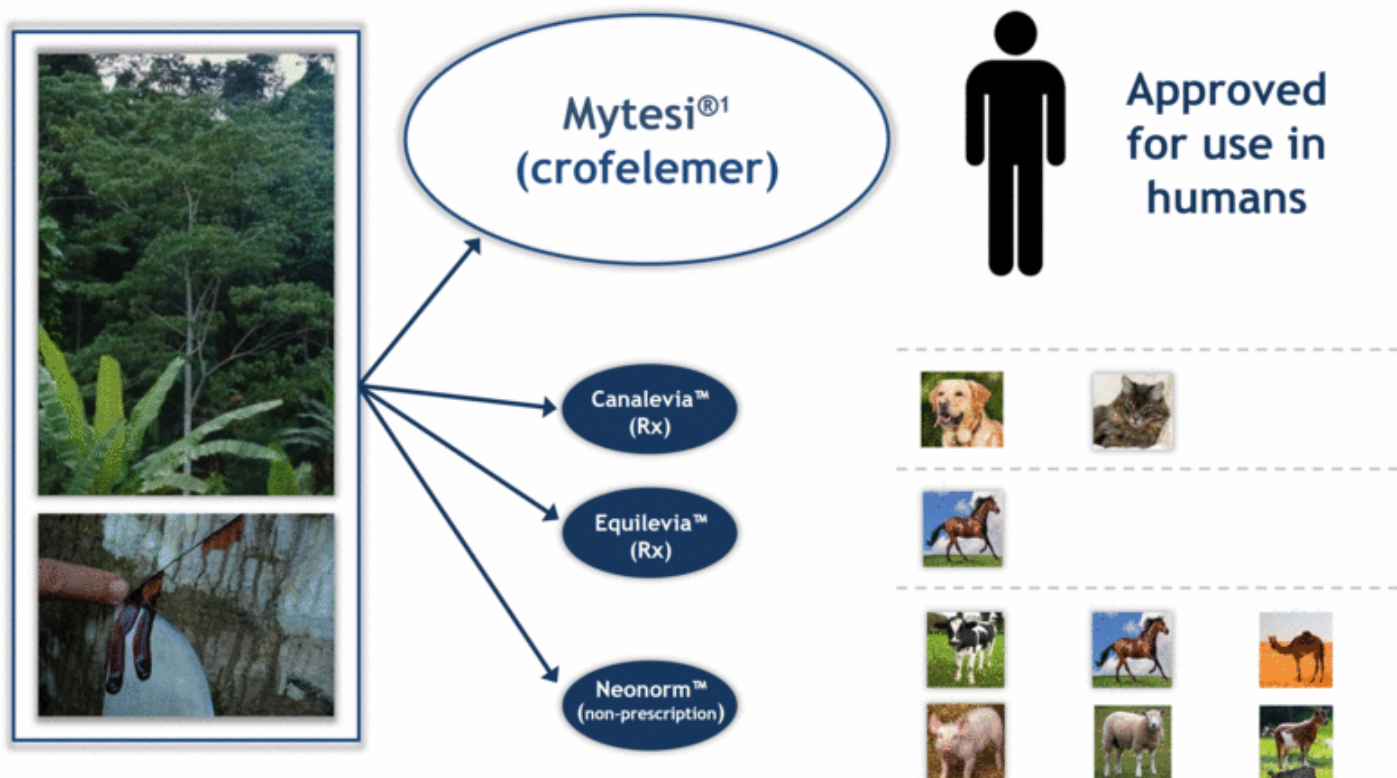 Mytesi®¹
(crofelemer)
Approved
for use in
humans
Canalevia™
(Rx)
Equilevia™
(Rx)
Neonorm™
(non-prescription)